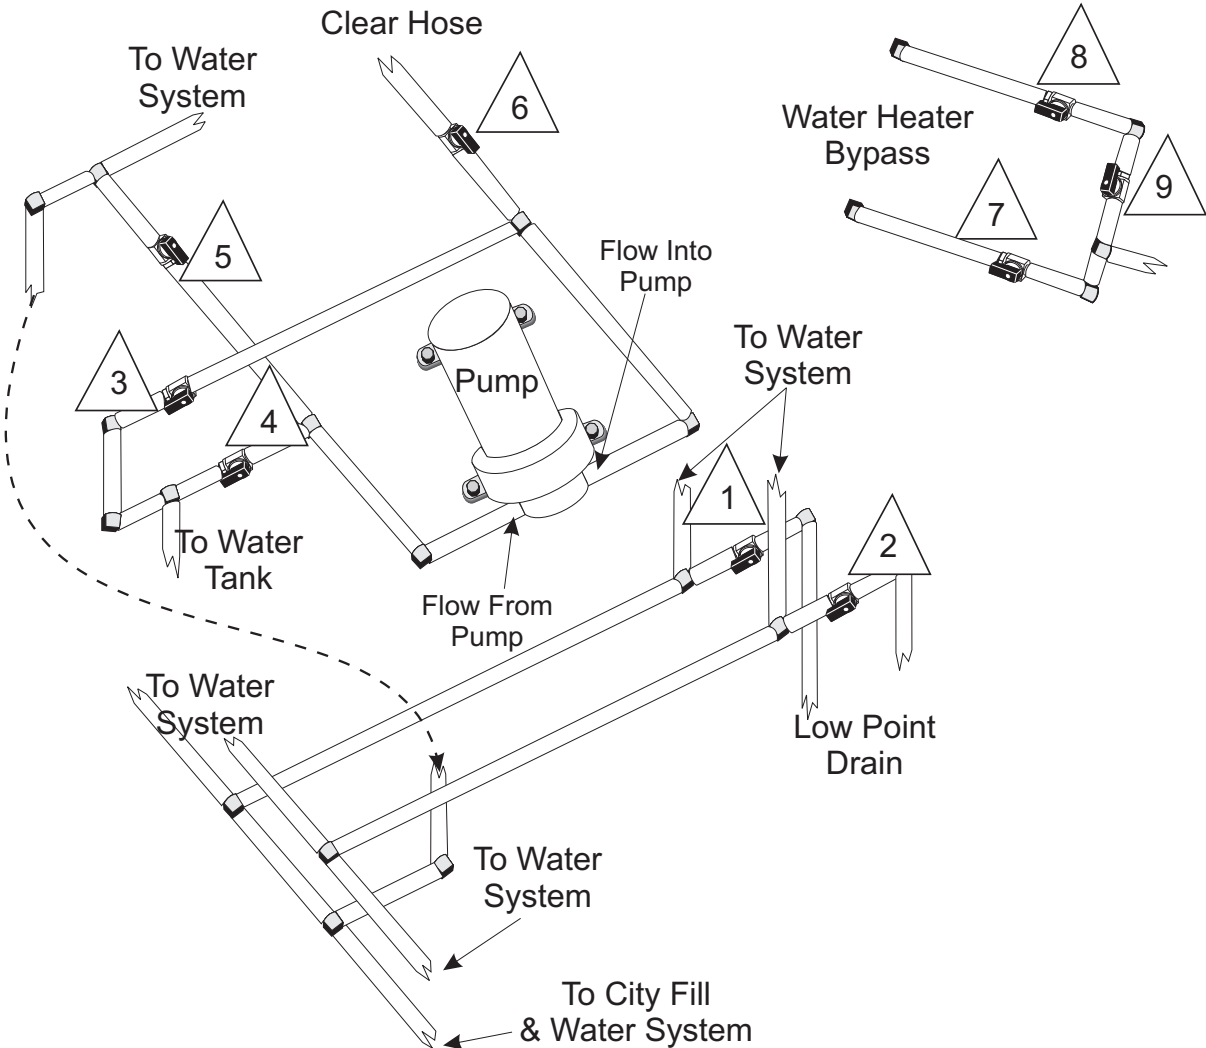 Clear Hose
To Water
System
6
8
Water Heater
Bypass
9
7
5
Flow Into
Pump
To Water
System
3
Pump
4
1
2
To Water
Tank
Flow From
Pump
To Water
System
Low Point
Drain
To Water
System
To City Fill
& Water System